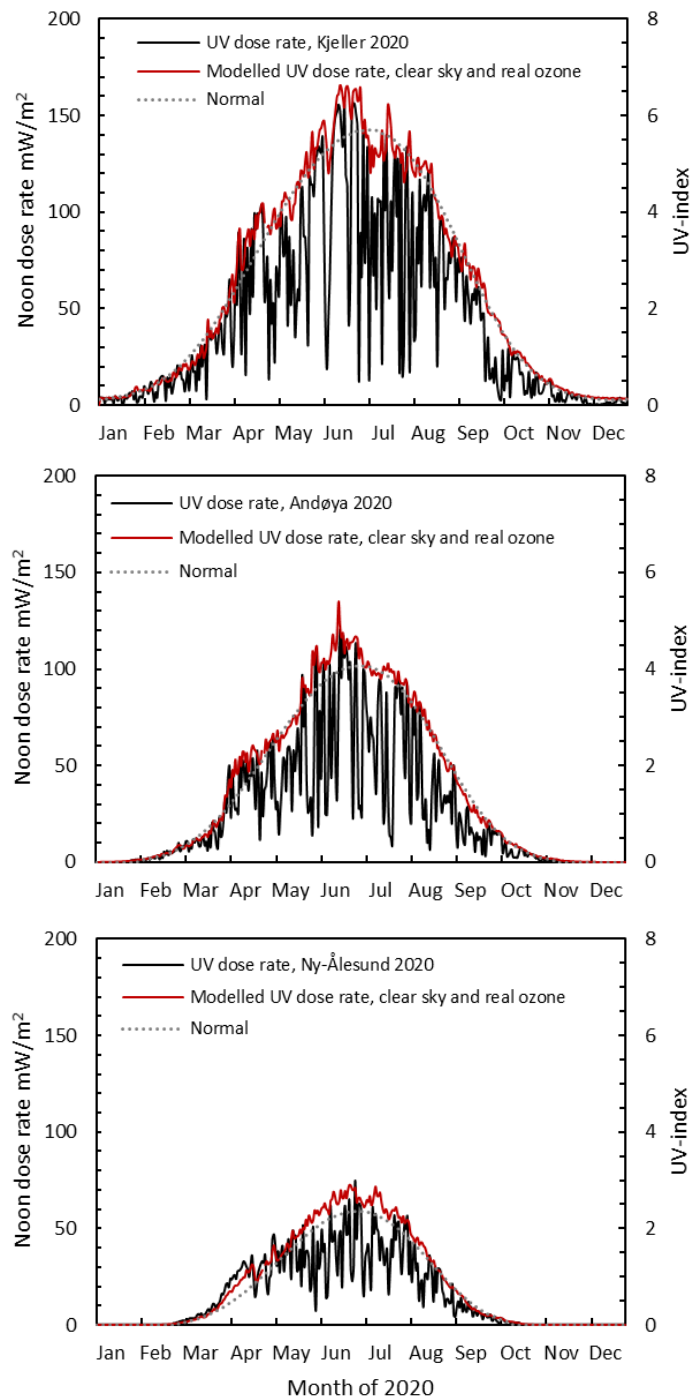 200
150
100
50
0
8
6
4
2
0
Noon dose rate mW/m²
UV-index
UV dose rate, Kjeller 2020
Modelled UV dose rate, clear sky and real ozone
Normal
Jan Feb Mar Apr May Jun Jul Aug Sep Oct Nov Dec
200
150
100
50
0
8
6
4
2
0
Noon dose rate mW/m²
UV-index
UV dose rate, Andøya 2020
Modelled UV dose rate, clear sky and real ozone
Normal
Jan Feb Mar Apr May Jun Jul Aug Sep Oct Nov Dec
200
150
100
50
0
8
6
4
2
0
Noon dose rate mW/m²
UV-index
UV dose rate, Ny-Ålesund 2020
Modelled UV dose rate, clear sky and real ozone
Normal
Jan Feb Mar Apr May Jun Jul Aug Sep Oct Nov Dec
Month of 2020